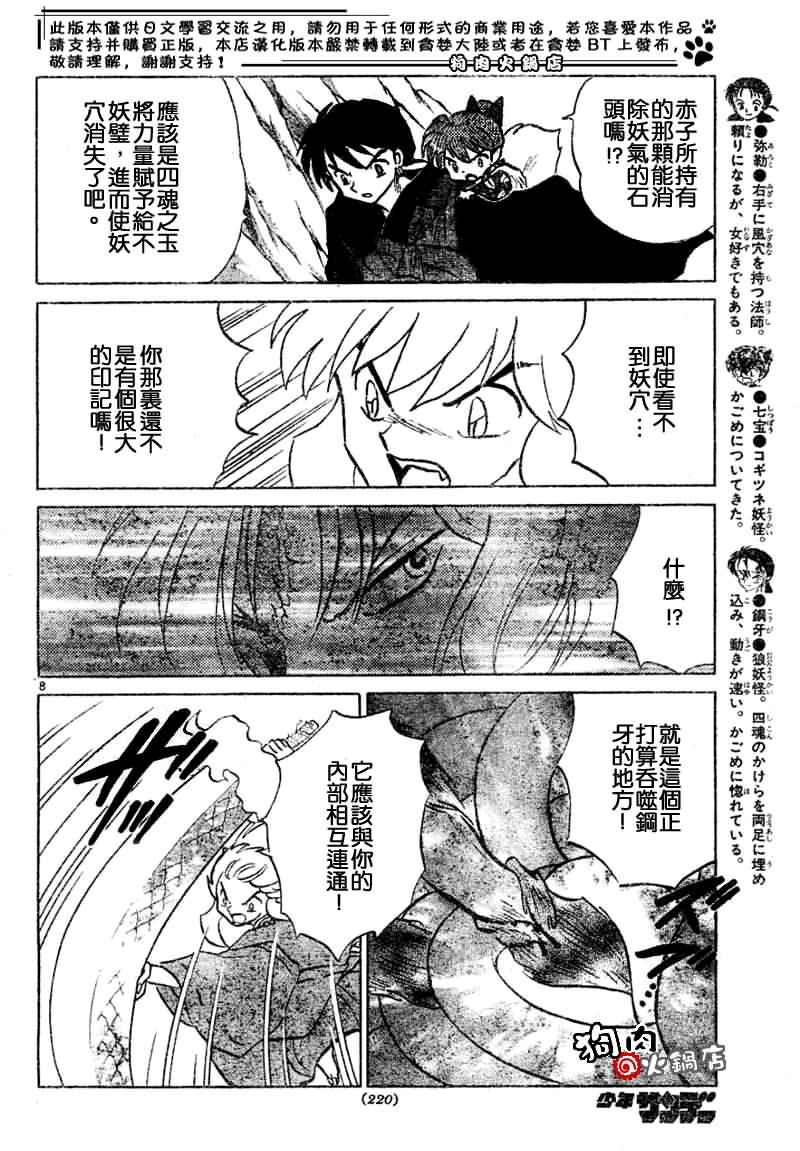 此版本僅供日文學習交流之用，請勿用于任何形式的商業用途，若您喜愛本作品
請支持并購買正版，本店漢化版本嚴禁轉載到貪婪大陸或者在貪婪BT上發布，
敬請理解，謝謝支持！
狗肉火鍋店
赤子所持有
的那顆能消
除妖氣的石
頭嗎!?
應該是四魂之玉
將力量賦予給不
妖璧，進而使妖
穴消失了吧。
即使看不
到妖穴…
你那裏還不
是有個很大
的印記嗎！
什麼!?
8
就是這個正
打算吞噬鋼
牙的地方！
它應該與你的
內部相互連通！
●弥勒●右手に風穴を持つ法師。
頼りになるが、女好きでもある。
●七宝●コギツネ妖怪。
かごめについてきた。
●鋼牙●狼妖怪。四魂のかけらを両足に埋め
込み、動きが速い。かごめに惚れている。
狗肉
火鍋店
(220)
少年サンデー